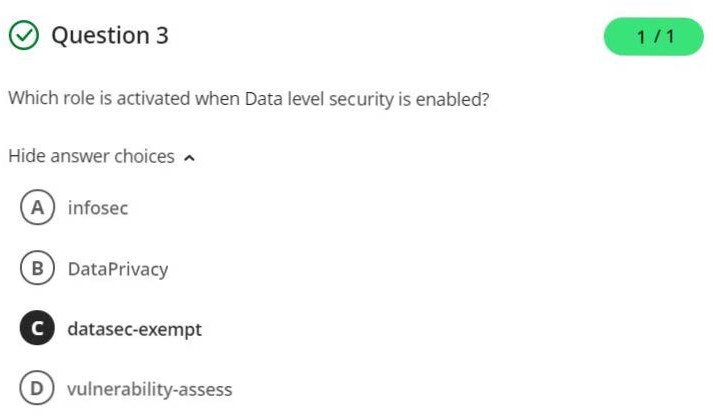 Question 3
1 / 1
Which role is activated when Data level security is enabled?
Hide answer choices
A infosec
B DataPrivacy
C datasec-exempt
D vulnerability-assess